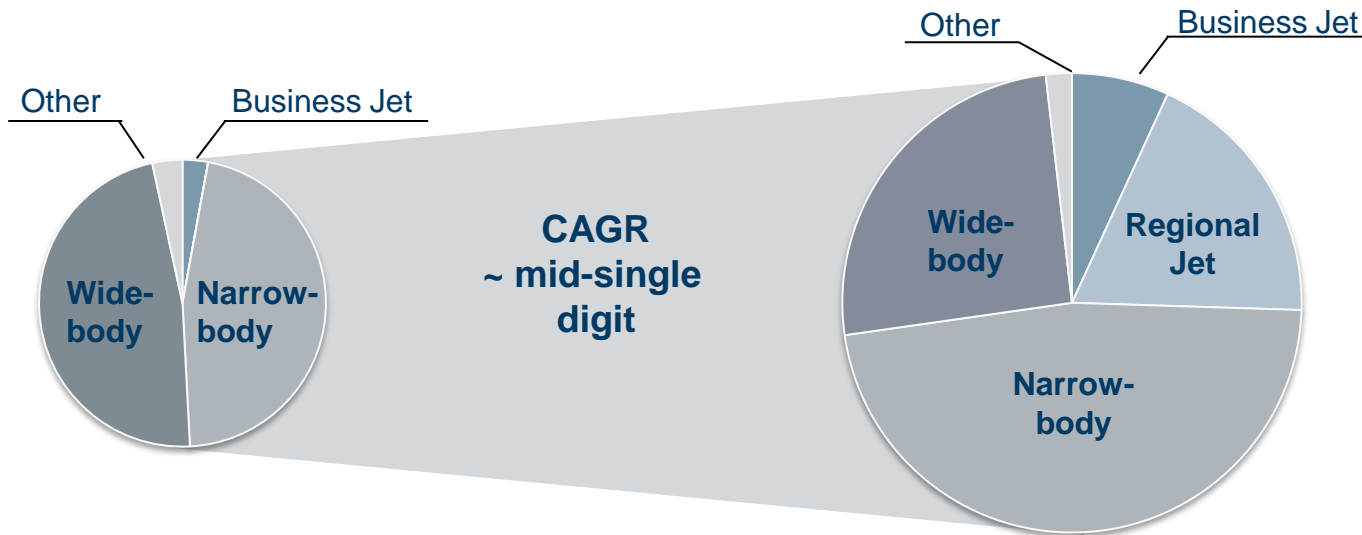 Other
Business Jet
Wide-
body
Narrow-
body
CAGR
~ mid-single
digit
Other
Business Jet
Wide-
body
Regional
Jet
Narrow-
body